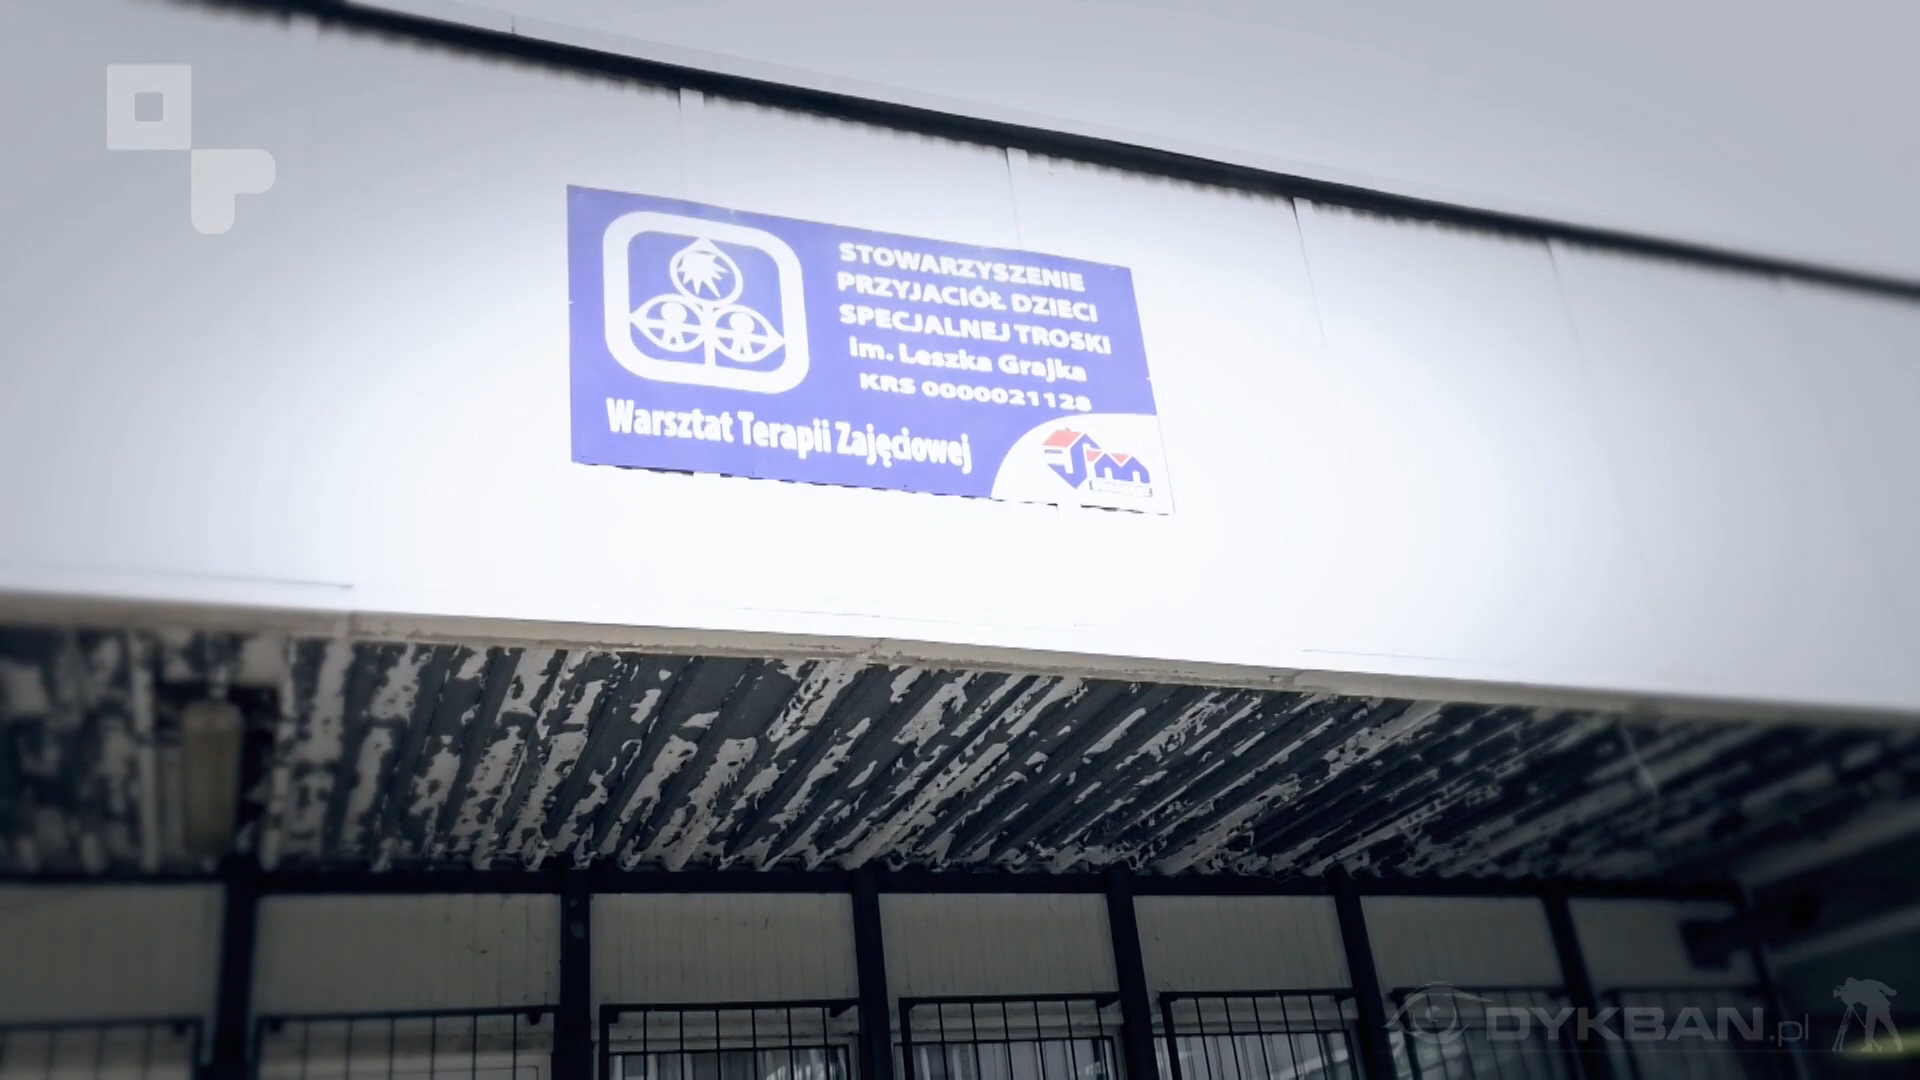 STOWARZYSZENIE
PRZYJACIÓŁ DZIECI
SPECJALNEJ TROSKI
im. Leszka Grajka
KRS 0000021128
Warsztat Terapii Zajęciowej
DYKBAN.pl